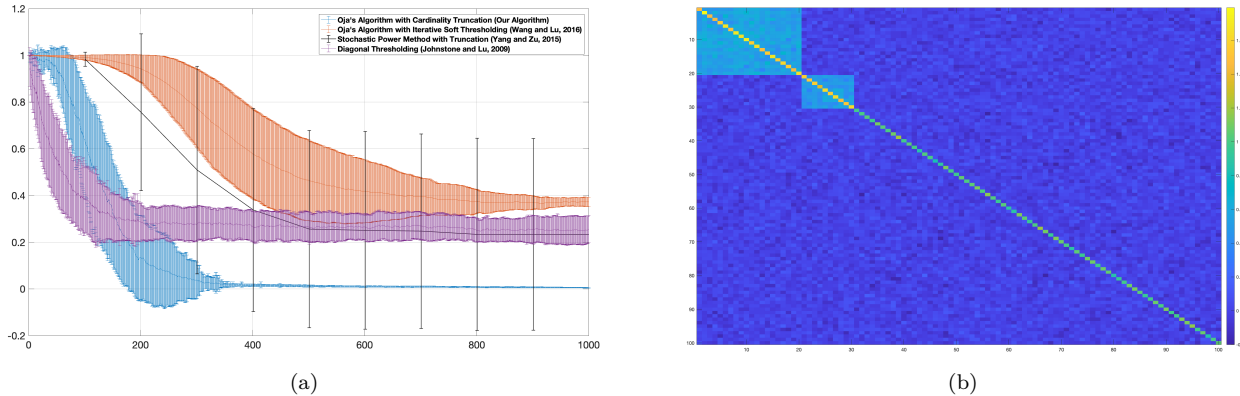 Oja's Algorithm with Cardinality Truncation (Our Algorithm)
Oja's Algorithm with Iterative Soft Thresholding (Wang and Lu, 2016)
Stochastic Power Method with Truncation (Yang and Zu, 2015)
Diagonal Thresholding (Johnstone and Lu, 2009)
1.2
1
0.8
0.6
0.4
0.2
0
-0.2
0 200 400 600 800 1000
(a)
10
20
30
40
50
60
70
80
90
100
10 20 30 40 50 60 70 80 90 100
(b)